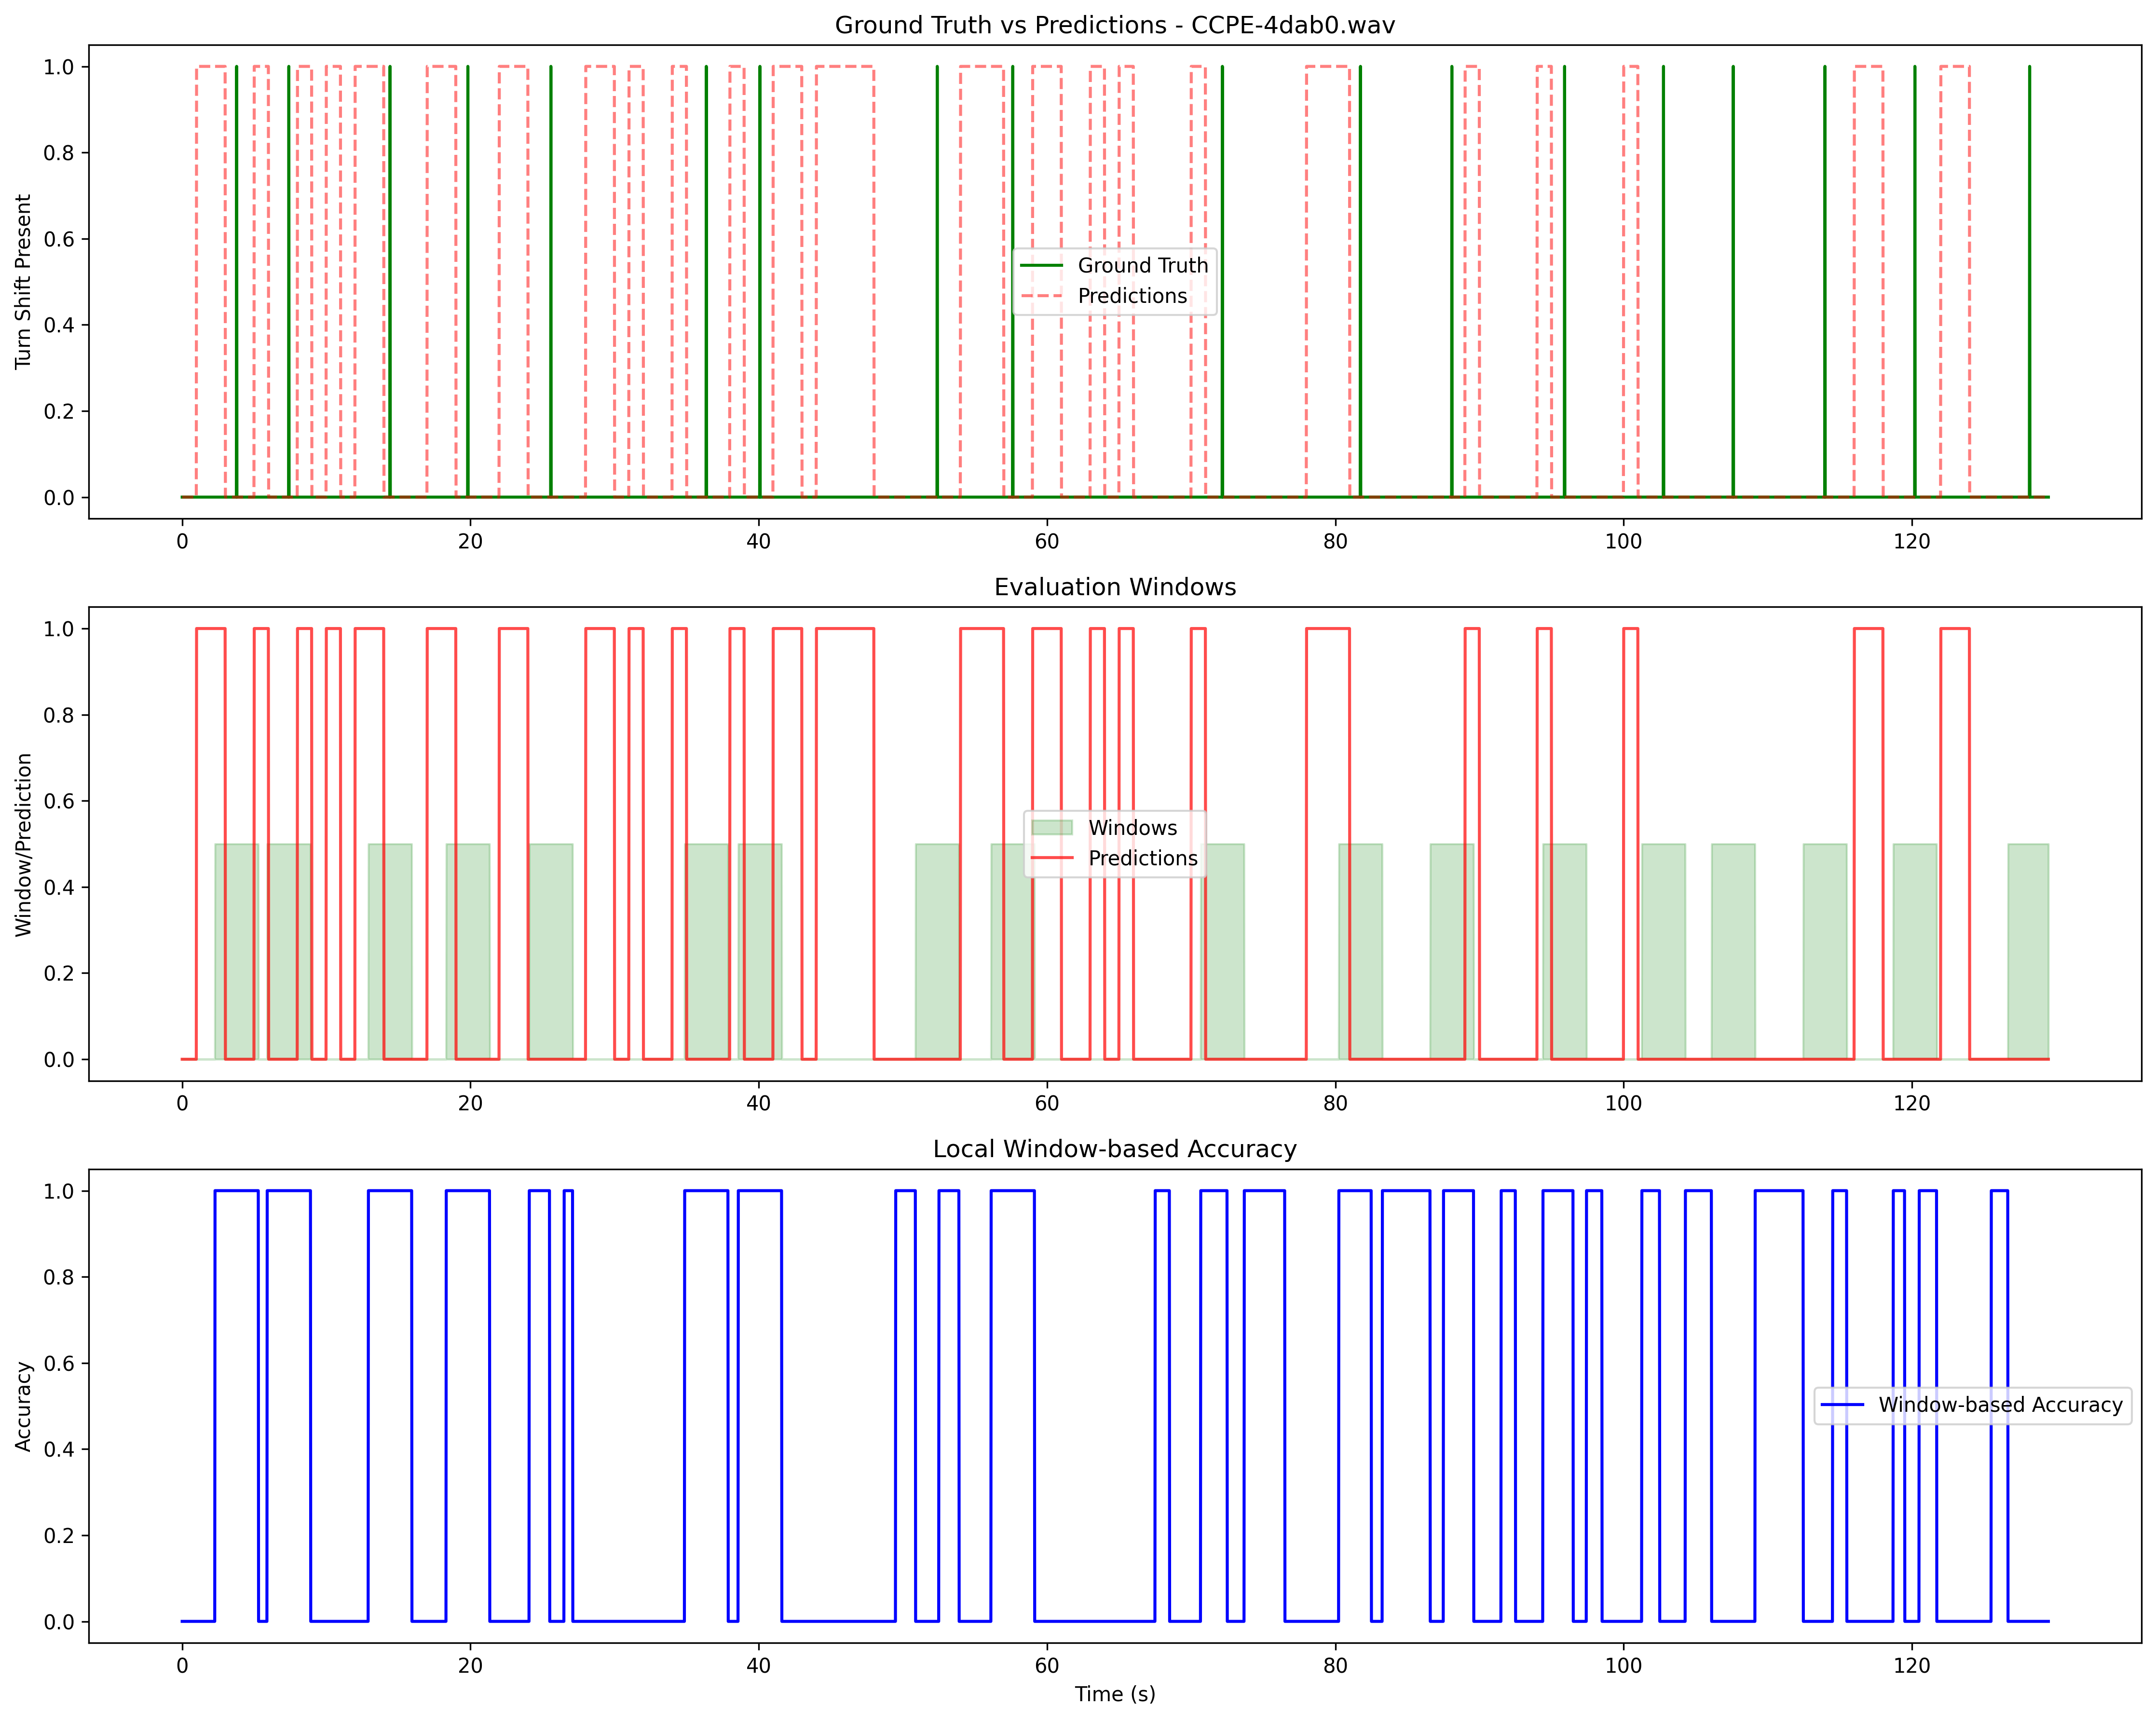 Ground Truth vs Predictions - CCPE-4dab0.wav
1.0
0.8
0.6
0.4
0.2
0.0
Turn Shift Present
Ground Truth
Predictions
0 20 40 60 80 100 120
Evaluation Windows
1.0
0.8
0.6
0.4
0.2
0.0
Window/Prediction
Windows
Predictions
0 20 40 60 80 100 120
Local Window-based Accuracy
1.0
0.8
0.6
0.4
0.2
0.0
Accuracy
Window-based Accuracy
0 20 40 60 80 100 120
Time (s)